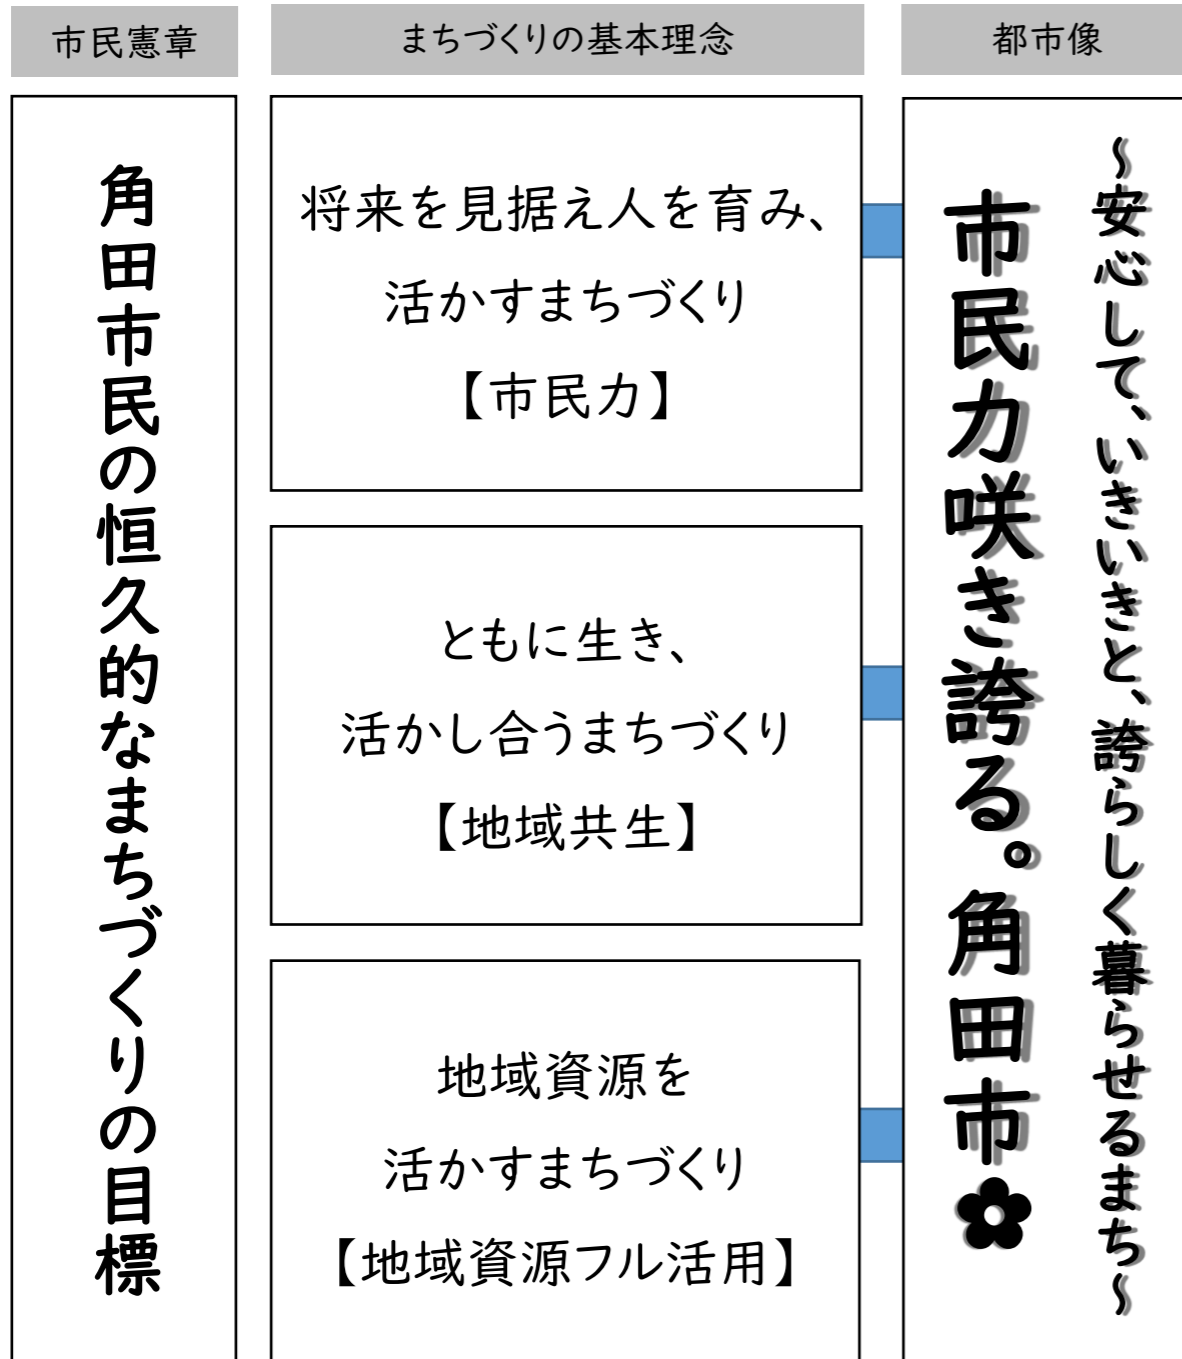 市民憲章
まちづくりの基本理念
都市像
角田市民の恒久的なまちづくりの目標
将来を見据え人を育み、
活かすまちづくり
【市民力】
ともに生き、
活かし合うまちづくり
【地域共生】
地域資源を
活かすまちづくり
【地域資源フル活用】
～安心して、いきいきと、誇らしく暮らせるまち～
市民力咲き誇る。角田市✿